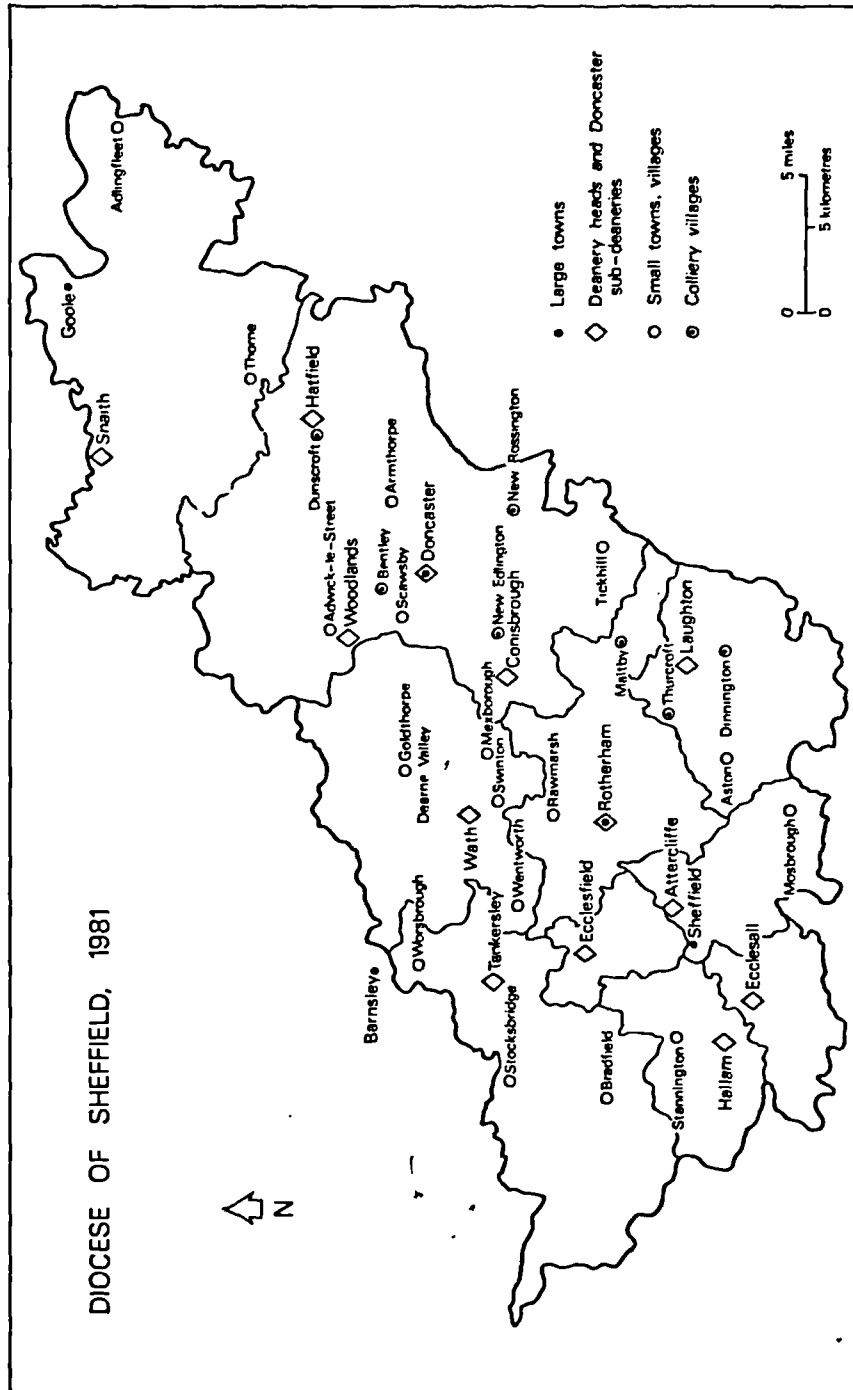 DIOCESE OF SHEFFIELD, 1981
N
Adlingfleet
Goole
Snaith
Thorne
Dunscroft
Hatfield
Adwick-le-Street
Woodlands
Bentley
Armthorpe
Scawsby
Doncaster
Barnsley
Worsbrough
Goldthorpe
Dearne Valley
Wath
Mexborough
New Edlington
New Rossington
Conisbrough
Swinton
Tankersley
Stocksbridge
Wentworth
Rawmarsh
Tickhill
Maltby
Ecclesfield
Rotherham
Bradfield
Thurcroft
Laughton
Attercliffe
Sheffield
Stannington
Aston
Dinnington
Hallam
Ecclesall
Mosbrough
Large towns
Deanery heads and Doncaster
sub-deaneries
Small towns, villages
Colliery villages
0 5 miles
0 5 kilometres